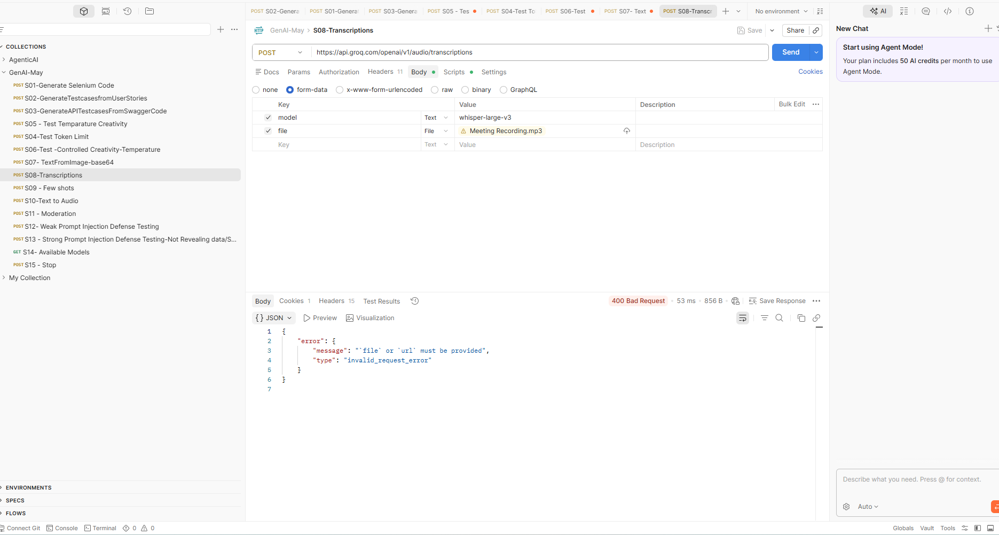 POST S02-Genera POST S01-Genera POST S03-Genera POST S05 - Tes POST S04-Test To POST S06-Test POST S07- Text POST S08-Transcr No environment AI
GenAI-May S08-Transcriptions Save Share New Chat
COLLECTIONS
AgenticAI
GenAI-May
POST S01-Generate Selenium Code
POST S02-GenerateTestcasesfromUserStories
POST S03-GenerateAPITestcasesFromSwaggerCode
POST S05 - Test Temparature Creativity
POST S04-Test Token Limit
POST S06-Test -Controlled Creativity-Temperature
POST S07- TextFromImage-base64
POST S08-Transcriptions
POST S09 - Few shots
POST S10-Text to Audio
POST S11 - Moderation
POST S12- Weak Prompt Injection Defense Testing
POST S13 - Strong Prompt Injection Defense Testing-Not Revealing data/S...
GET S14- Available Models
POST S15 - Stop
My Collection
ENVIRONMENTS
SPECS
FLOWS
POST https://api.groq.com/openai/v1/audio/transcriptions Send
Docs Params Authorization Headers 11 Body Scripts Settings Cookies
none form-data x-www-form-urlencoded raw binary GraphQL
Key Value Description Bulk Edit
model Text whisper-large-v3
file File Meeting Recording.mp3
Key Text Value Description
Body Cookies 1 Headers 15 Test Results 400 Bad Request 53 ms 856 B e.g. Save Response
{} JSON Preview Visualization
1 {
2 "error": {
3 "message": "`file` or `url` must be provided",
4 "type": "invalid_request_error"
5 }
6 }
7
Start using Agent Mode!
Your plan includes 50 AI credits per month to use
Agent Mode.
Describe what you need. Press @ for context.
Auto
Connect Git Console Terminal 0 0 Globals Vault Tools